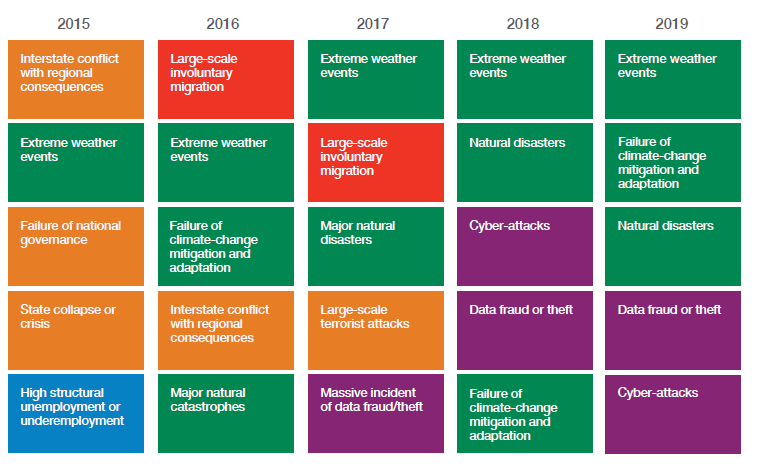 2015 2016 2017 2018 2019
Interstate conflict
with regional
consequences
Large-scale
involuntary
migration
Extreme weather
events
Extreme weather
events
Extreme weather
events
Extreme weather
events
Extreme weather
events
Large-scale
involuntary
migration
Natural disasters
Failure of
climate-change
mitigation and
adaptation
Failure of national
governance
Failure of
climate-change
mitigation and
adaptation
Major natural
disasters
Cyber-attacks
Natural disasters
State collapse or
crisis
Interstate conflict
with regional
consequences
Large-scale
terrorist attacks
Data fraud or theft
Data fraud or theft
High structural
unemployment or
underemployment
Major natural
catastrophes
Massive incident
of data fraud/theft
Failure of
climate-change
mitigation and
adaptation
Cyber-attacks